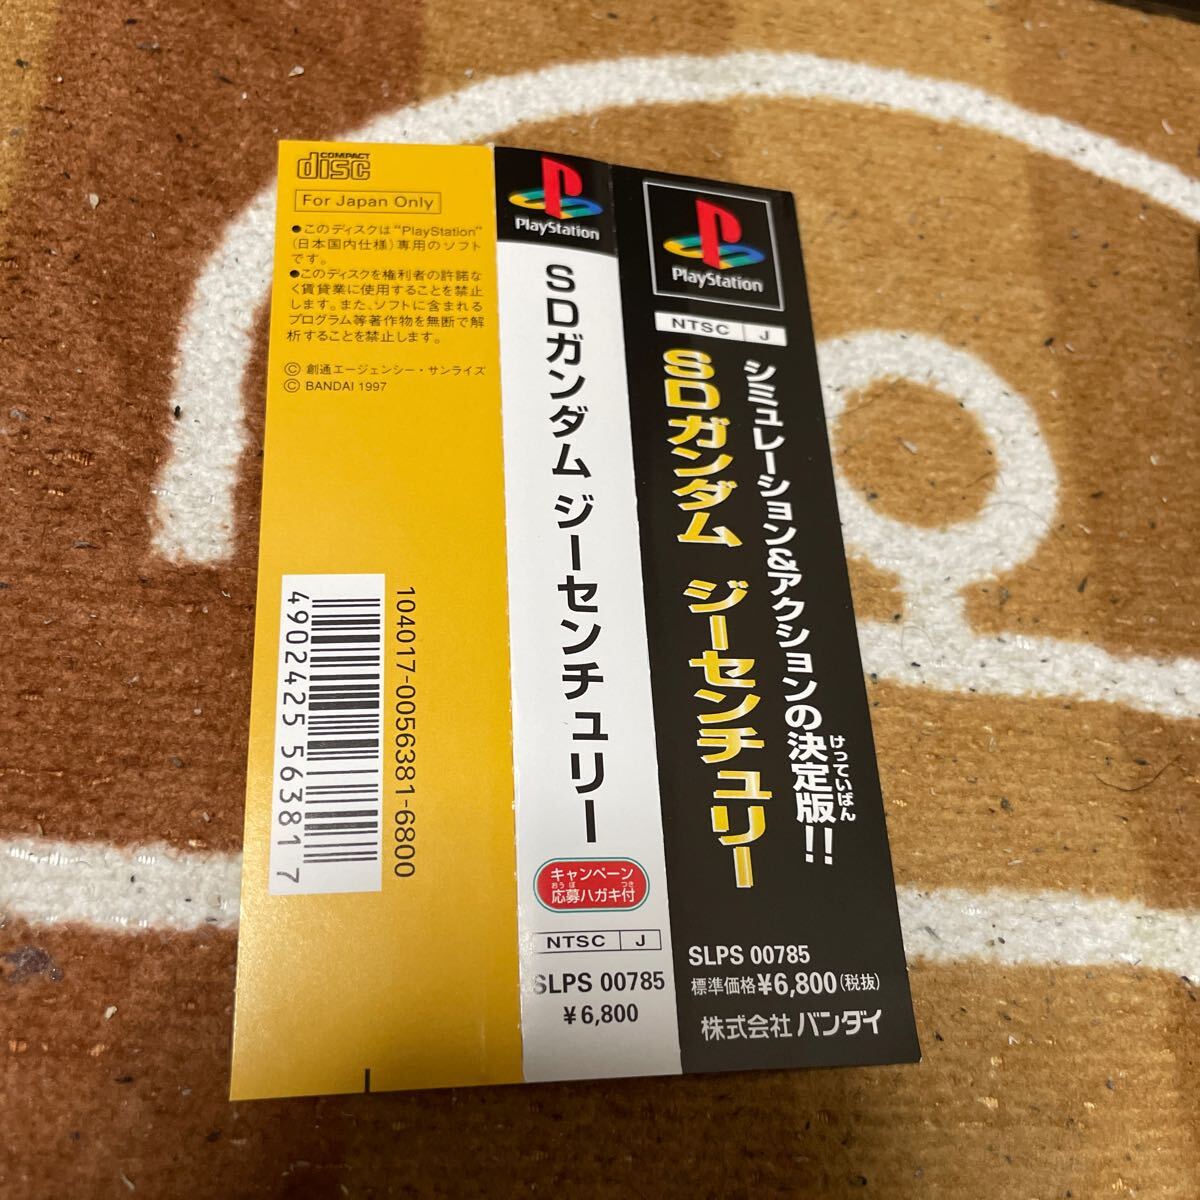 COMPACT
disc
For Japan Only
●このディスクは"PlayStation"
(日本国内仕様)専用のソフト
です。
●このディスクを権利者の許諾な
く賃貸業に使用することを禁止
します。また、ソフトに含まれる
プログラム等著作物を無断で解
析することを禁止します。
© 創通エージェンシー・サンライズ
© BANDAI 1997
104017-0056381-6800
4902425563817
PlayStation
SDガンダム ジーセンチュリー
キャンペーン
おうぼ つき
応募ハガキ付
NTSC J
SLPS 00785
¥6,800
PlayStation
NTSC J
シミュレーション&アクションの決定版!!
けっていばん
SDガンダム ジーセンチュリー
SLPS 00785
標準価格¥6,800(税抜)
株式会社 バンダイ